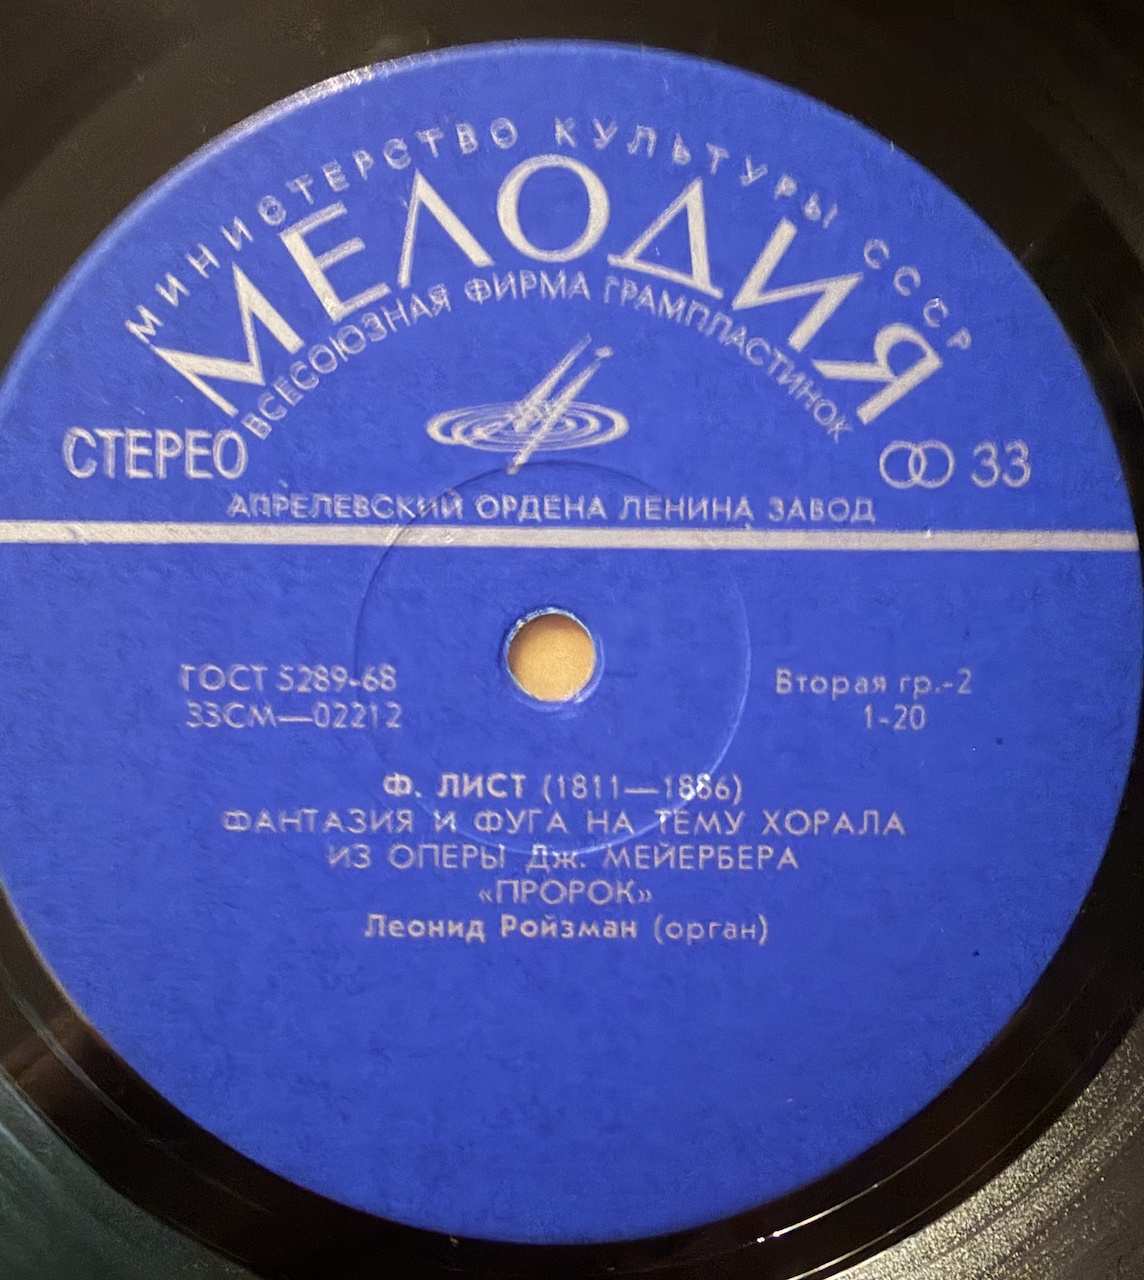 МИНИСТЕРСТВО КУЛЬТУРЫ СССР
МЕЛОДИЯ
ВСЕСОЮЗНАЯ ФИРМА ГРАМПЛАСТИНОК
СТЕРЕО
33
АПРЕЛЕВСКИЙ ОРДЕНА ЛЕНИНА ЗАВОД
ГОСТ 5289-68
33СМ—02212
Вторая гр.-2
1-20
Ф. ЛИСТ (1811—1886)
ФАНТАЗИЯ И ФУГА НА ТЕМУ ХОРАЛА
ИЗ ОПЕРЫ Дж. МЕЙЕРБЕРА
«ПРОРОК»
Леонид Ройзман (орган)